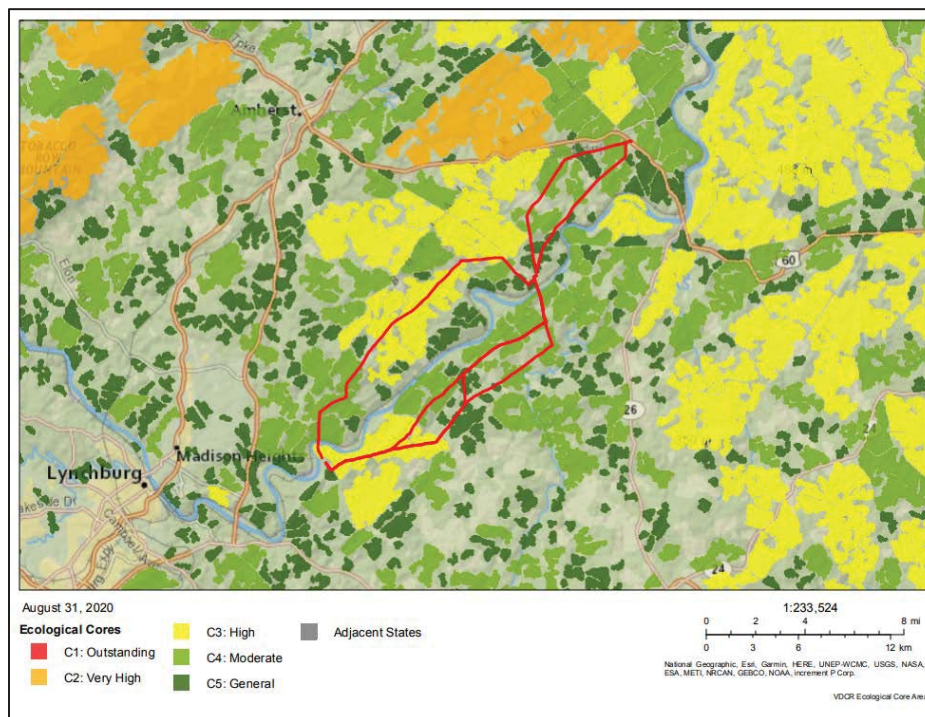 Tpke
Amherst
TOBACCO
ROW
MOUNTAIN
60
Elon
26
24
Madison Heights
Lynchburg
24
August 31, 2020
Ecological Cores
C1: Outstanding
C2: Very High
C3: High
C4: Moderate
C5: General
Adjacent States
1:233,524
0 2 4 8 mi
0 3 6 12 km
National Geographic, Esri, Garmin, HERE, UNEP-WCMC, USGS, NASA,
ESA, METI, NRCAN, GEBCO, NOAA, increment P Corp.
VDCR Ecological Core Area